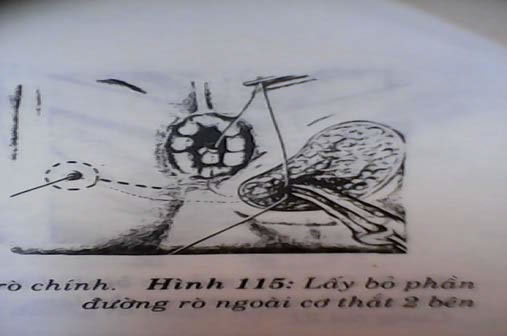 rò chính. Hình 115: Lấy bỏ phần
đường rò ngoài cơ thắt 2 bên